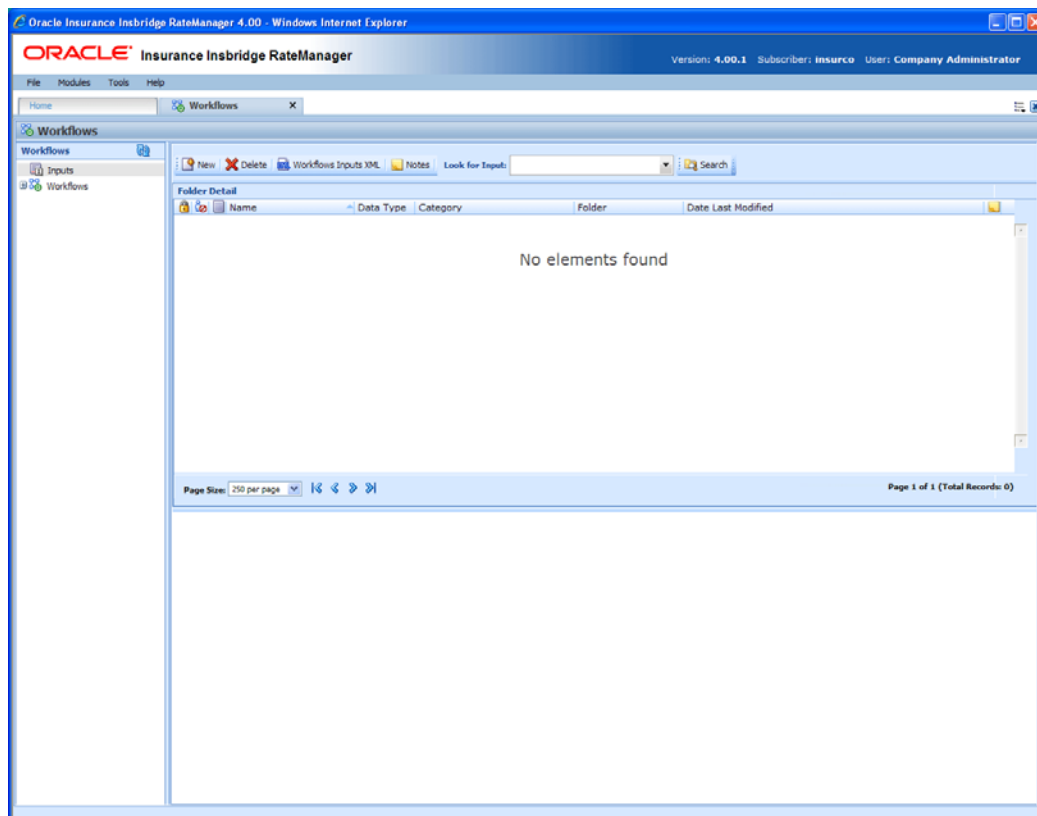 Oracle Insurance Insbridge RateManager 4.00 - Windows Internet Explorer
ORACLE Insurance Insbridge RateManager
Version: 4.00.1 Subscriber: insurco User: Company Administrator
File Modules Tools Help
Home Workflows X
Workflows
Workflows
Inputs
Workflows
New Delete Workflows Inputs XML Notes Look for Input: Search
Folder Detail
Name Data Type Category Folder Date Last Modified
No elements found
Page Size: 250 per page
Page 1 of 1 (Total Records: 0)